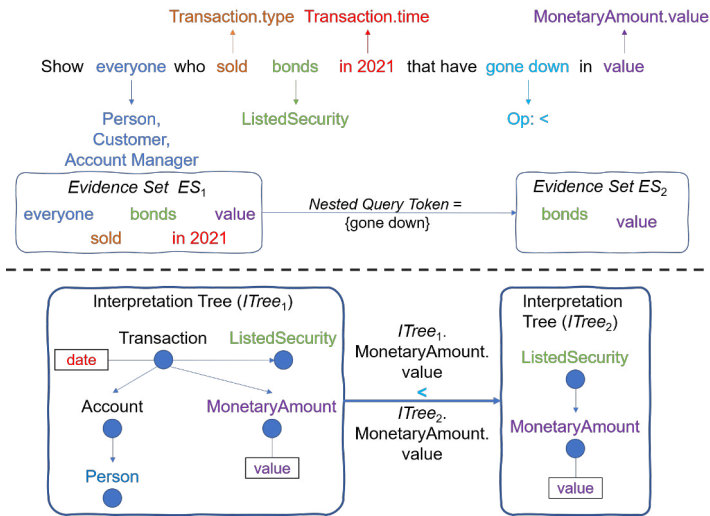 Transaction.type Transaction.time MonetaryAmount.value
Show everyone who sold bonds in 2021 that have gone down in value
Person,
Customer,
Account Manager
ListedSecurity
Op: <
Evidence Set ES1
everyone bonds value
sold in 2021
Nested Query Token =
{gone down}
Evidence Set ES2
bonds
value
Interpretation Tree (ITree1)
Transaction ListedSecurity
date
Account MonetaryAmount
Person
value
ITree1.
MonetaryAmount.
value
<
ITree2.
MonetaryAmount.
value
Interpretation
Tree (ITree2)
ListedSecurity
MonetaryAmount
value